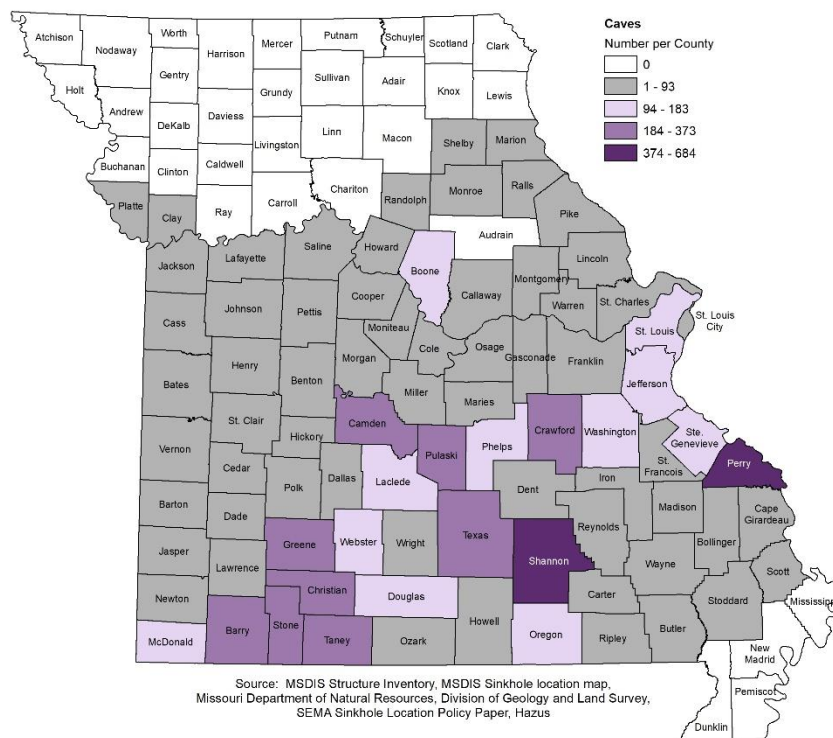 Caves
Number per County
0
1 - 93
94 - 183
184 - 373
374 - 684
Atchison
Nodaway
Worth
Harrison
Mercer
Putnam
Schuyler
Scotland
Clark
Holt
Gentry
Sullivan
Adair
Knox
Lewis
Grundy
Andrew
DeKalb
Daviess
Livingston
Linn
Macon
Shelby
Marion
Buchanan
Clinton
Caldwell
Ray
Carroll
Chariton
Randolph
Monroe
Ralls
Platte
Clay
Pike
Audrain
Saline
Howard
Boone
Lincoln
Jackson
Lafayette
Callaway
Montgomery
Warren
St. Charles
Cooper
St. Louis
St. Louis
City
Cass
Johnson
Pettis
Moniteau
Cole
Osage
Gasconade
Franklin
Morgan
Jefferson
Henry
Bates
Benton
Miller
Maries
St. Clair
Camden
Hickory
Pulaski
Phelps
Crawford
Washington
Ste.
Genevieve
Vernon
Cedar
St.
Francois
Perry
Polk
Dallas
Laclede
Dent
Iron
Barton
Dade
Madison
Cape
Girardeau
Reynolds
Bollinger
Jasper
Greene
Webster
Wright
Texas
Shannon
Wayne
Lawrence
Scott
Newton
Christian
Douglas
Howell
Carter
Stoddard
Mississippi
McDonald
Barry
Stone
Taney
Ozark
Oregon
Ripley
Butler
New
Madrid
Pemiscot
Dunklin
Source: MSDIS Structure Inventory, MSDIS Sinkhole location map,
Missouri Department of Natural Resources, Division of Geology and Land Survey,
SEMA Sinkhole Location Policy Paper, Hazus